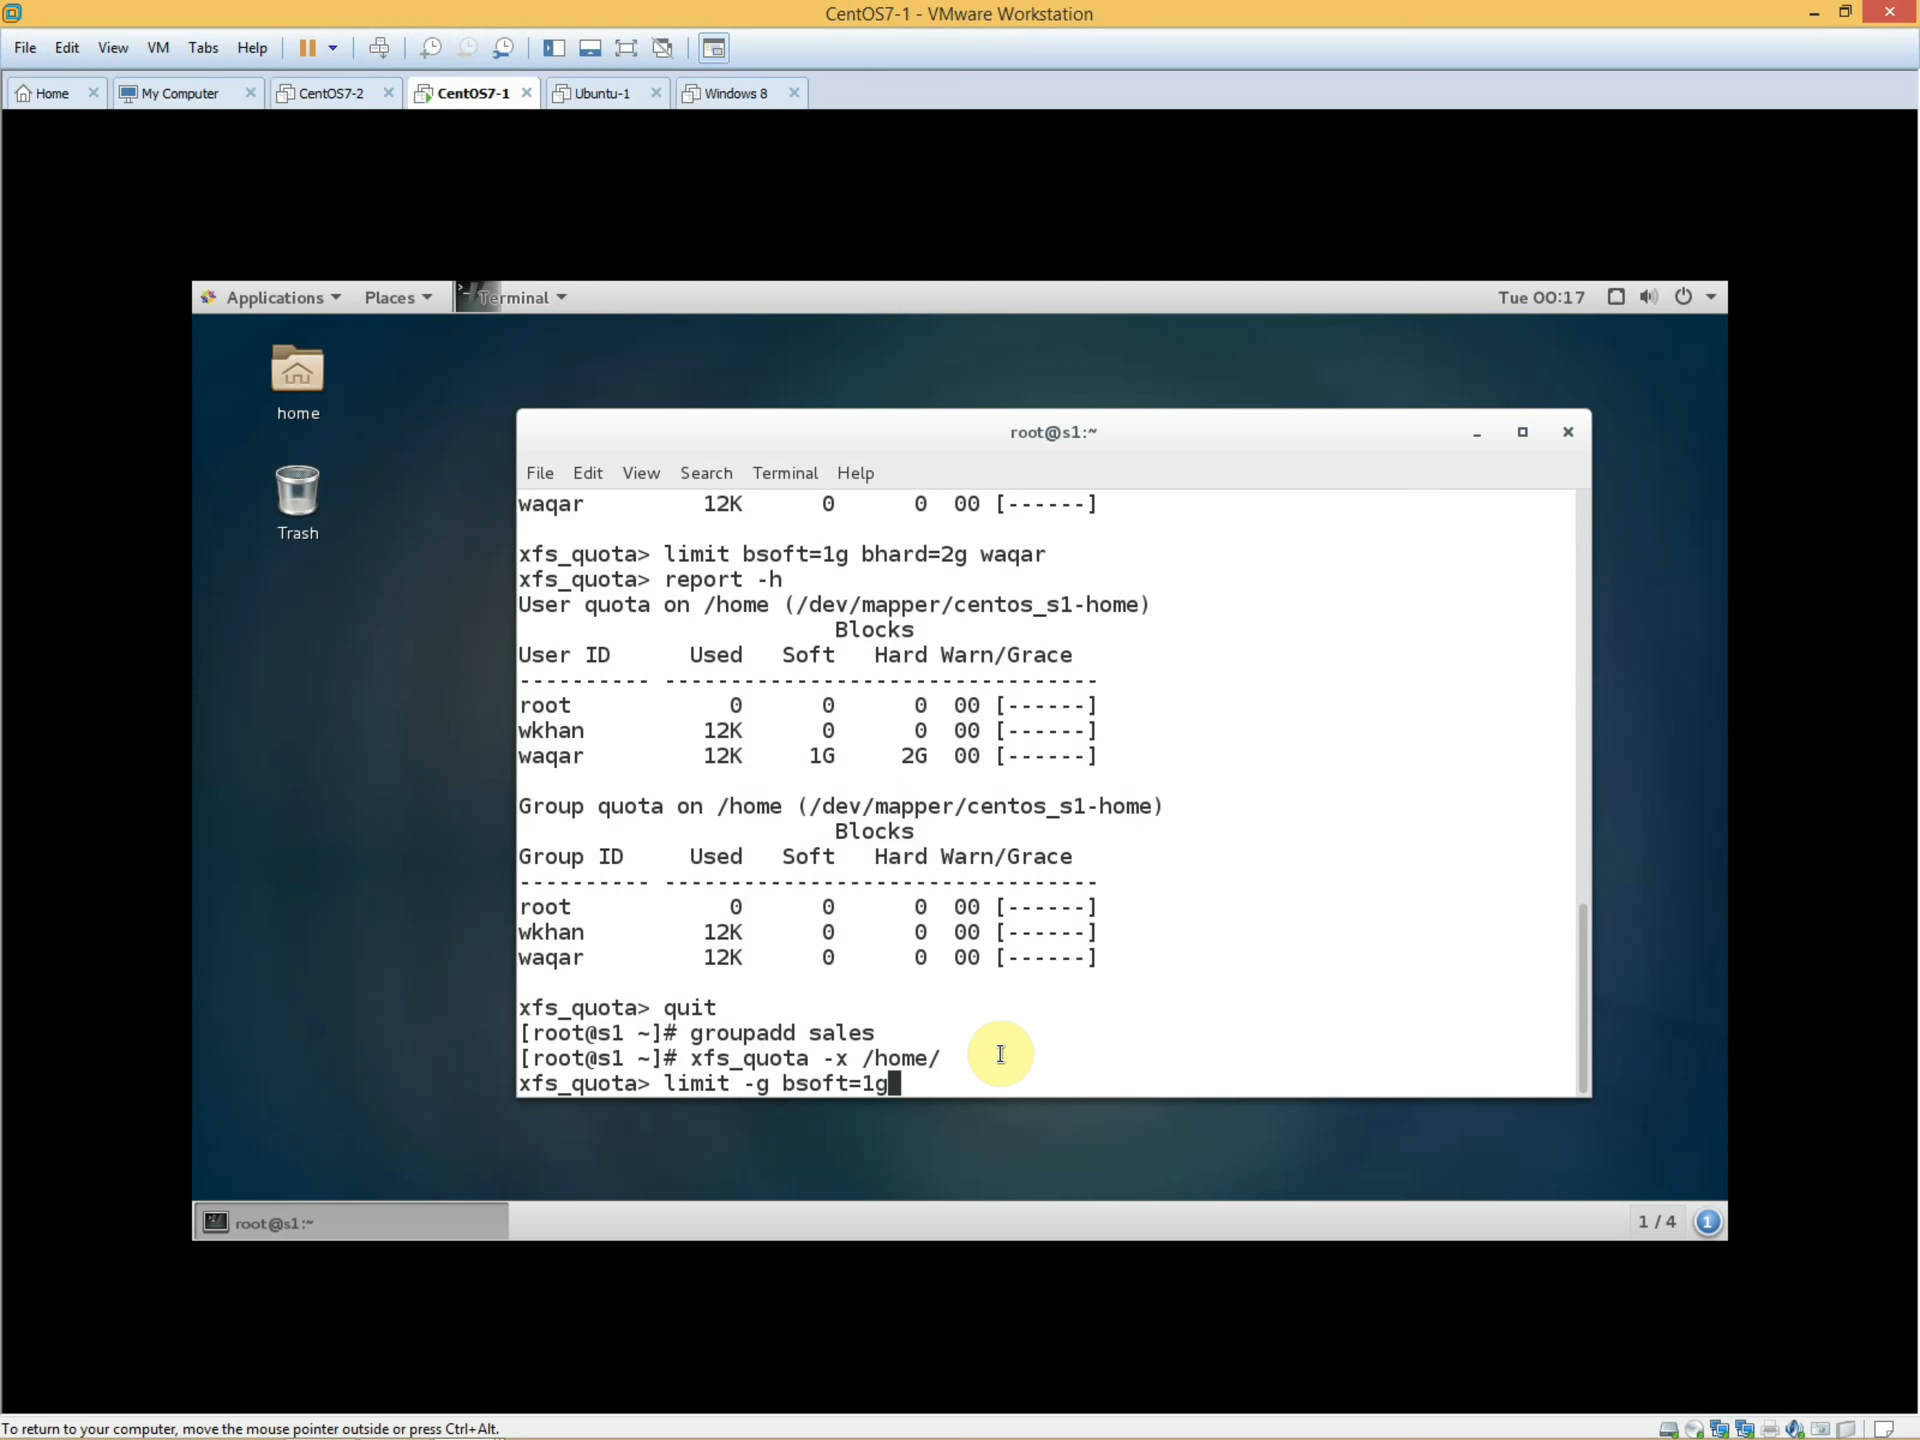 CentOS7-1 - VMware Workstation
File Edit View VM Tabs Help
Home My Computer CentOS7-2 CentOS7-1 Ubuntu-1 Windows 8
Applications Places Terminal Tue 00:17
home
Trash
root@s1:~
File Edit View Search Terminal Help
waqar 12K 0 0 00 [------]
xfs_quota> limit bsoft=1g bhard=2g waqar
xfs_quota> report -h
User quota on /home (/dev/mapper/centos_s1-home)
Blocks
User ID Used Soft Hard Warn/Grace
---------- ---------------------------------
root 0 0 0 00 [------]
wkhan 12K 0 0 00 [------]
waqar 12K 1G 2G 00 [------]
Group quota on /home (/dev/mapper/centos_s1-home)
Blocks
Group ID Used Soft Hard Warn/Grace
---------- ---------------------------------
root 0 0 0 00 [------]
wkhan 12K 0 0 00 [------]
waqar 12K 0 0 00 [------]
xfs_quota> quit
[root@s1 ~]# groupadd sales
[root@s1 ~]# xfs_quota -x /home/
xfs_quota> limit -g bsoft=1g
root@s1:~ 1 / 4 1
To return to your computer, move the mouse pointer outside or press Ctrl+Alt.